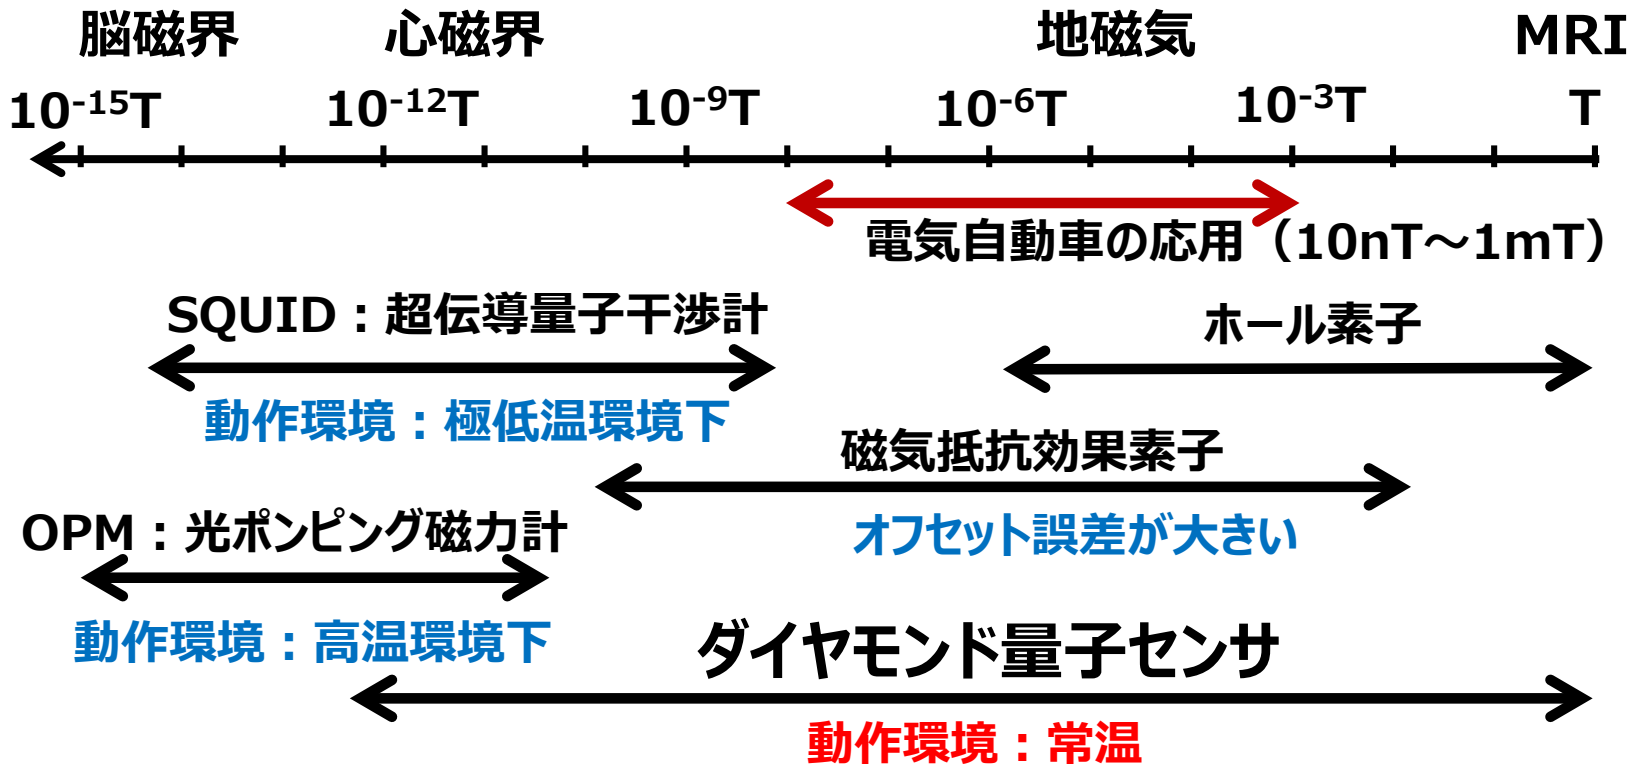 脳磁界 心磁界 地磁気 MRI
10⁻¹⁵T 10⁻¹²T 10⁻⁹T 10⁻⁶T 10⁻³T T
電気自動車の応用（10nT～1mT）
SQUID：超伝導量子干渉計
ホール素子
動作環境：極低温環境下
磁気抵抗効果素子
オフセット誤差が大きい
OPM：光ポンピング磁力計
動作環境：高温環境下
ダイヤモンド量子センサ
動作環境：常温